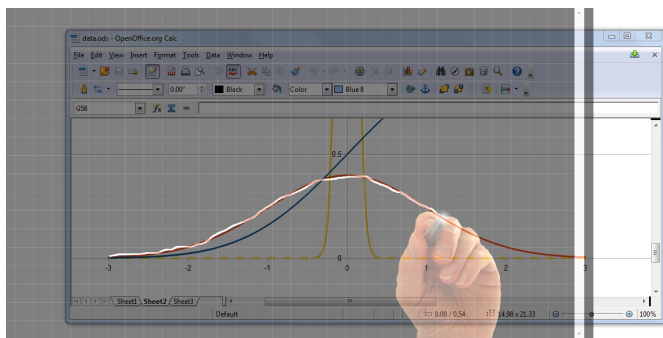 data.ods - OpenOffice.org Calc
File Edit View Insert Format Tools Data Window Help
0.00" Black Color Blue 8
G58
0.5
0
-3 -2 -1 0 1 2 3
Sheet1 Sheet2 Sheet3
Default 0.08 / 0.54 14.98 x 21.33 100%